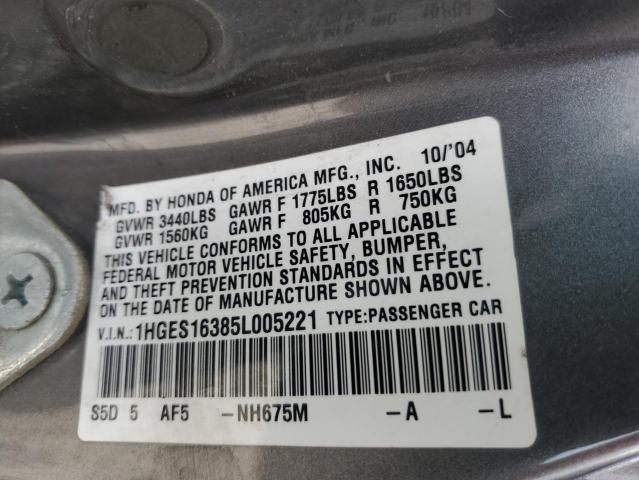 MFD. BY HONDA OF AMERICA MFG., INC. 10/'04
GVWR 3440LBS GAWR F 1775LBS R 1650LBS
GVWR 1560KG GAWR F 805KG R 750KG
THIS VEHICLE CONFORMS TO ALL APPLICABLE
FEDERAL MOTOR VEHICLE SAFETY, BUMPER,
AND THEFT PREVENTION STANDARDS IN EFFECT
ON THE DATE OF MANUFACTURE SHOWN ABOVE.
V.I.N.: 1HGES16385L005221 TYPE:PASSENGER CAR
S5D 5 AF5 -NH675M -A -L